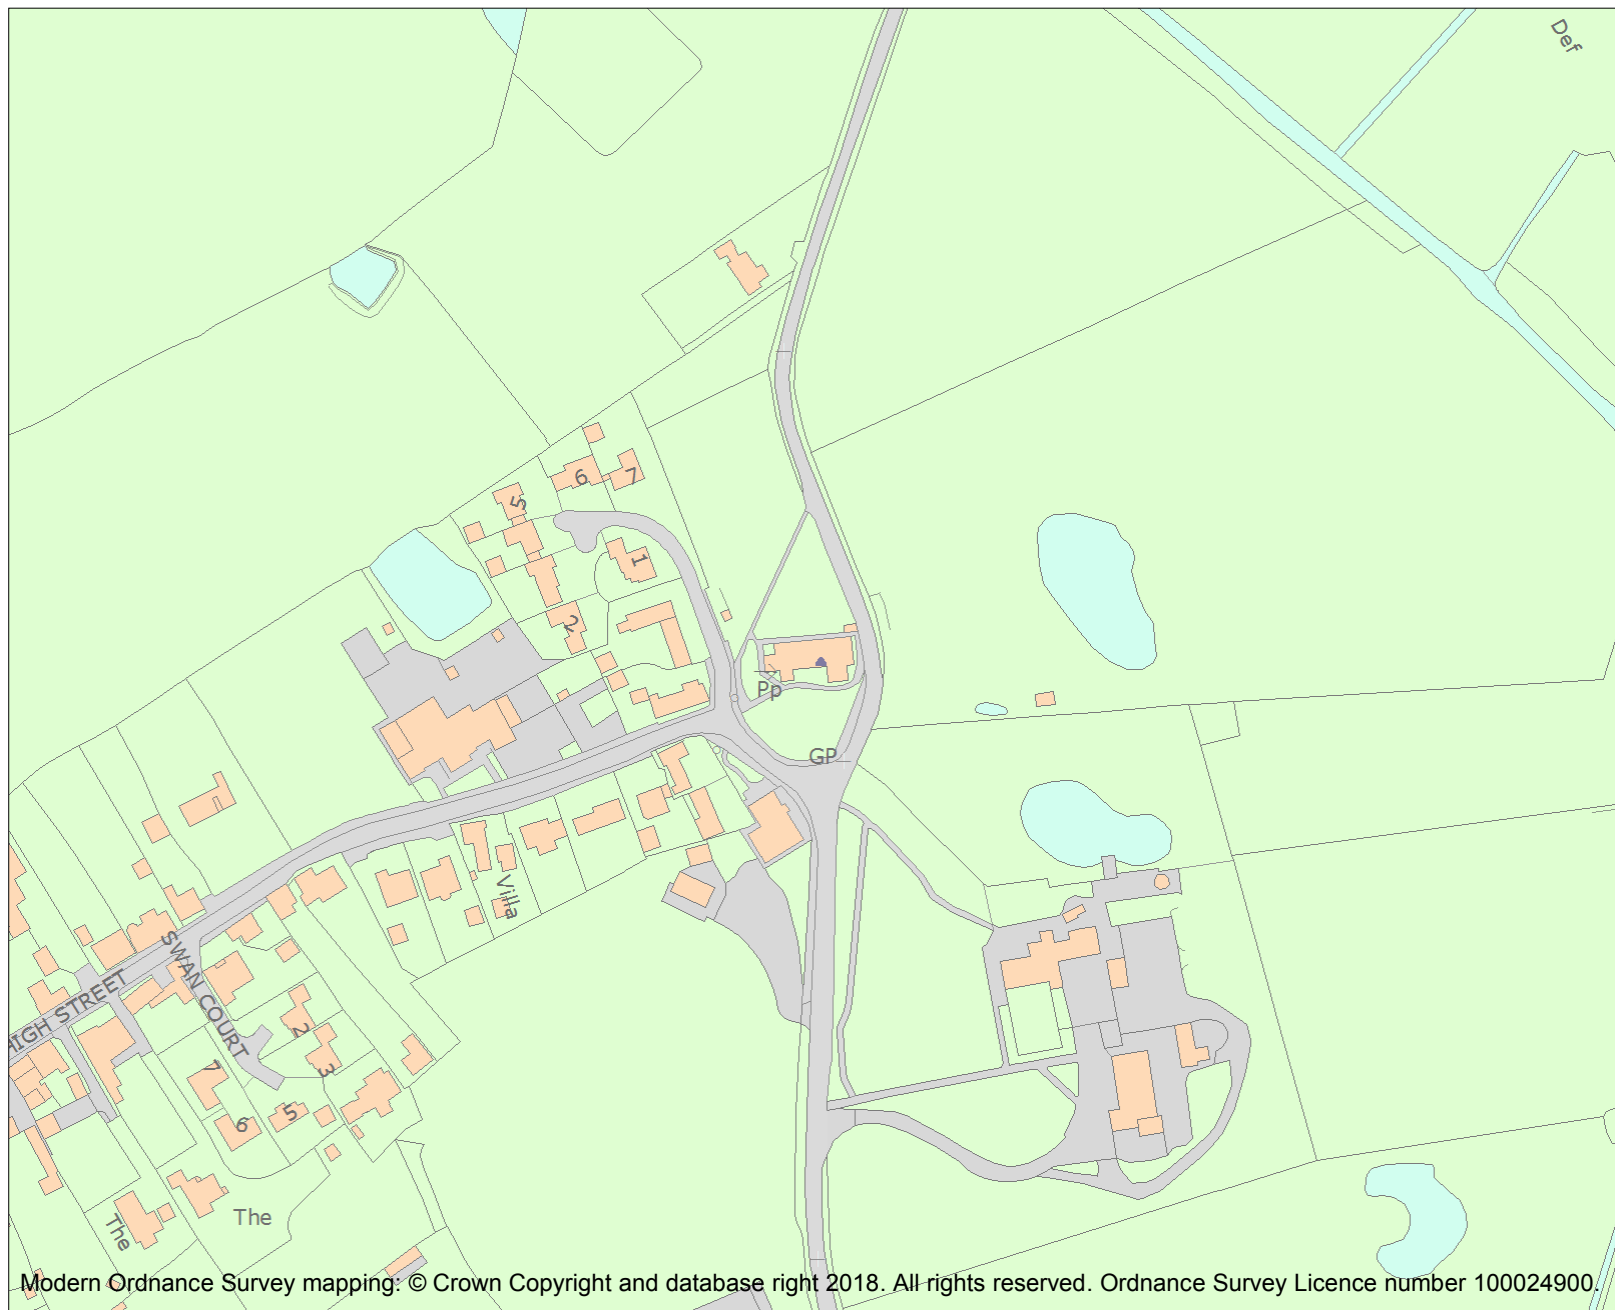 Def
6
7
5
1
2
Pp
GP
Villa
SWAN COURT
HIGH STREET
2
3
7
5
6
The
The
Modern Ordnance Survey mapping: © Crown Copyright and database right 2018. All rights reserved. Ordnance Survey Licence number 100024900.